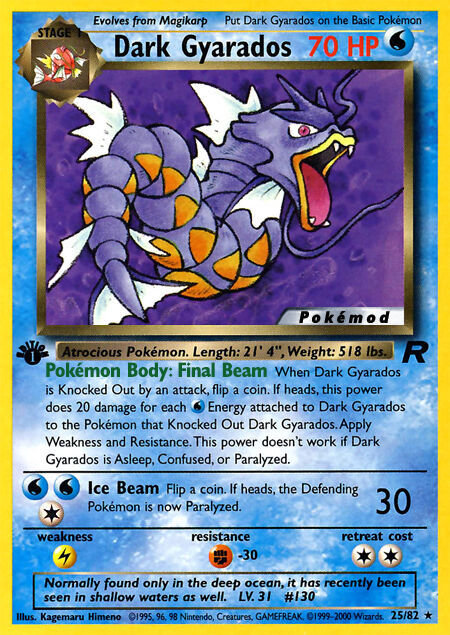 Evolves from Magikarp Put Dark Gyarados on the Basic Pokémon
STAGE 1
Dark Gyarados 70 HP
Pokémod
Atrocious Pokémon. Length: 21' 4", Weight: 518 lbs.
R
Pokémon Body: Final Beam When Dark Gyarados
is Knocked Out by an attack, flip a coin. If heads, this power
does 20 damage for each Energy attached to Dark Gyarados
to the Pokémon that Knocked Out Dark Gyarados. Apply
Weakness and Resistance. This power doesn't work if Dark
Gyarados is Asleep, Confused, or Paralyzed.
Ice Beam Flip a coin. If heads, the Defending
Pokémon is now Paralyzed.
30
weakness resistance retreat cost
-30
Normally found only in the deep ocean, it has recently been
seen in shallow waters as well. LV. 31 #130
Illus. Kagemaru Himeno ©1995, 96, 98 Nintendo, Creatures, GAMEFREAK. ©1999-2000 Wizards. 25/82 ★